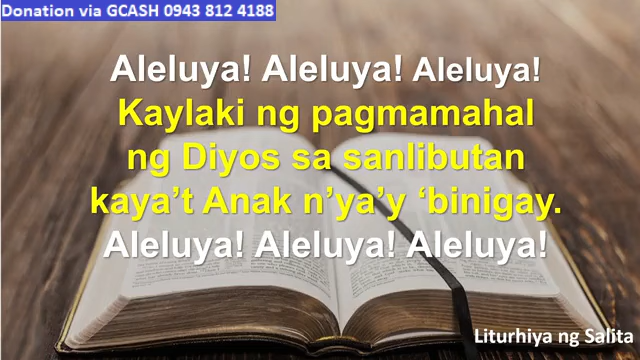 Donation via GCASH 0943 812 4188
Aleluya! Aleluya! Aleluya!
Kaylaki ng pagmamahal
ng Diyos sa sanlibutan
kaya’t Anak n’ya’y ‘binigay.
Aleluya! Aleluya! Aleluya!
Liturhiya ng Salita